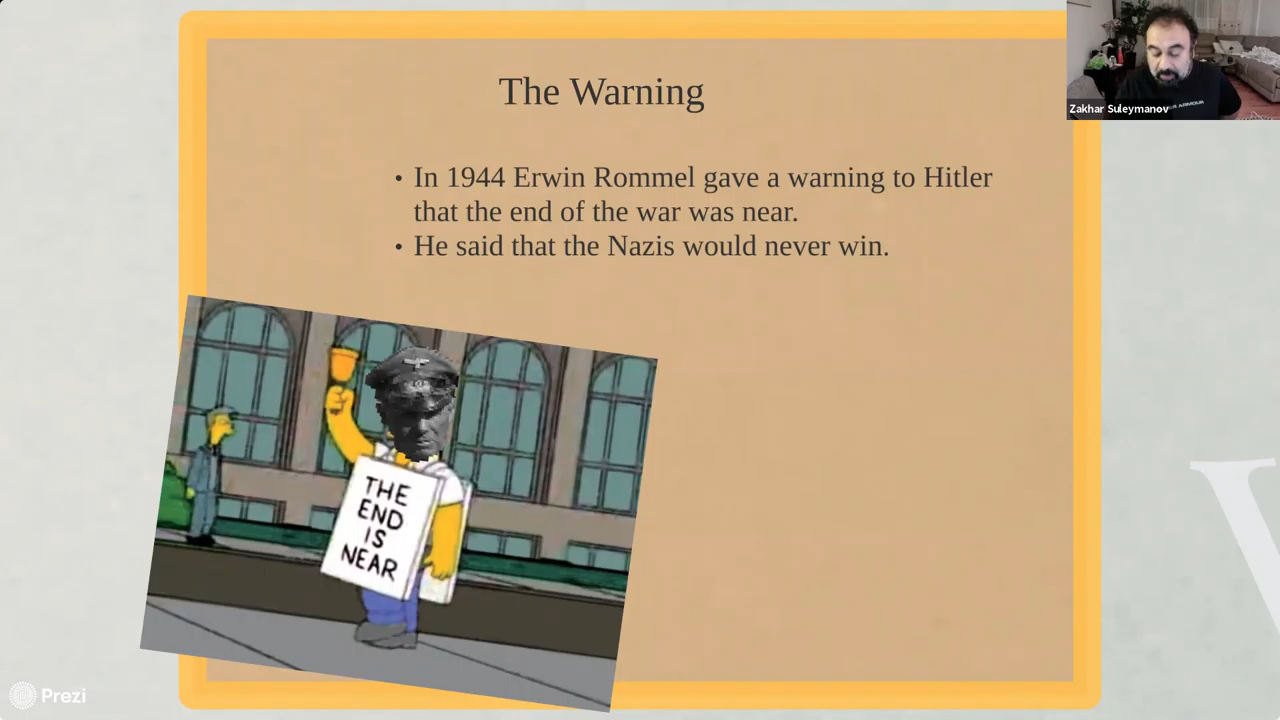 The Warning
• In 1944 Erwin Rommel gave a warning to Hitler
that the end of the war was near.
• He said that the Nazis would never win.
THE
END
IS
NEAR
Zakhar Suleymanov
ARMOUR
Prezi